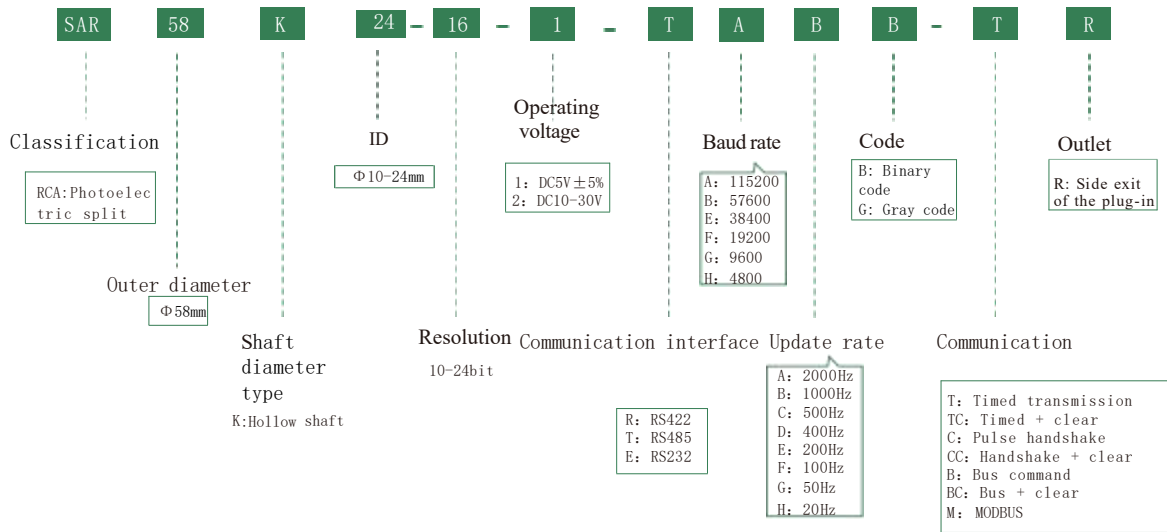 SAR 58 K 24 - 16 - 1 - T A B B - T R
Classification
RCA:Photoelec
tric split
Outer diameter
Φ58mm
Shaft
diameter
type
K:Hollow shaft
ID
Φ10-24mm
Resolution
10-24bit
Operating
voltage
1: DC5V±5%
2: DC10-30V
Communication interface
R: RS422
T: RS485
E: RS232
Baud rate
A: 115200
B: 57600
E: 38400
F: 19200
G: 9600
H: 4800
Update rate
A: 2000Hz
B: 1000Hz
C: 500Hz
D: 400Hz
E: 200Hz
F: 100Hz
G: 50Hz
H: 20Hz
Code
B: Binary
code
G: Gray code
Communication
T: Timed transmission
TC: Timed + clear
C: Pulse handshake
CC: Handshake + clear
B: Bus command
BC: Bus + clear
M: MODBUS
Outlet
R: Side exit
of the plug-in